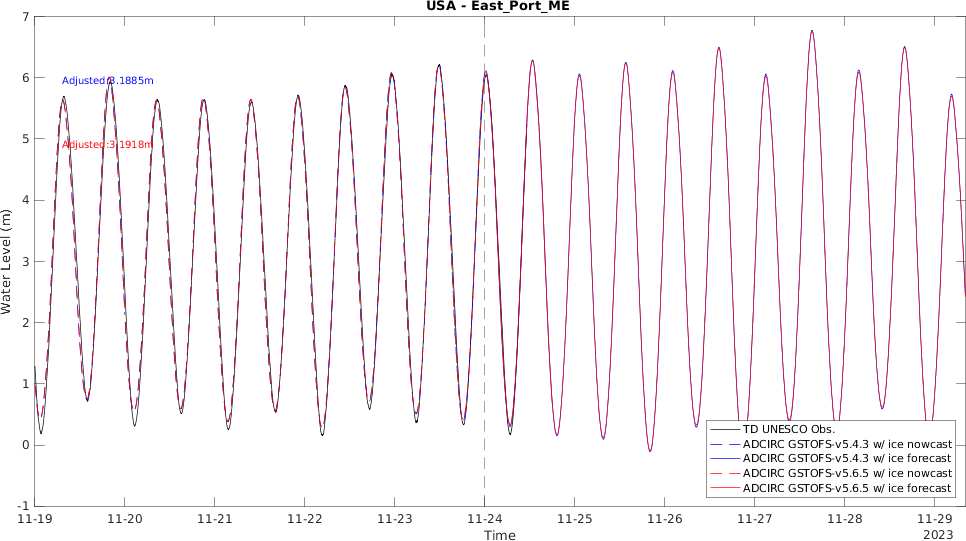 USA - East_Port_ME
7
6
5
4
3
2
1
0
-1
Water Level (m)
Adjusted:3.1885m
Adjusted:3.1918m
TD UNESCO Obs.
ADCIRC GSTOFS-v5.4.3 w/ ice nowcast
ADCIRC GSTOFS-v5.4.3 w/ ice forecast
ADCIRC GSTOFS-v5.6.5 w/ ice nowcast
ADCIRC GSTOFS-v5.6.5 w/ ice forecast
11-19 11-20 11-21 11-22 11-23 11-24 11-25 11-26 11-27 11-28 11-29
Time 2023